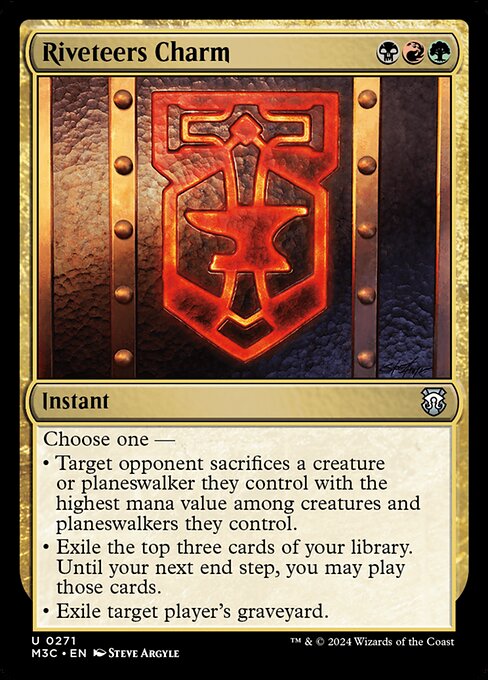 Riveteers Charm
Instant
Choose one —
• Target opponent sacrifices a creature
or planeswalker they control with the
highest mana value among creatures and
planeswalkers they control.
• Exile the top three cards of your library.
Until your next end step, you may play
those cards.
• Exile target player's graveyard.
U 0271
M3C • EN STEVE ARGYLE
™ & © 2024 Wizards of the Coast